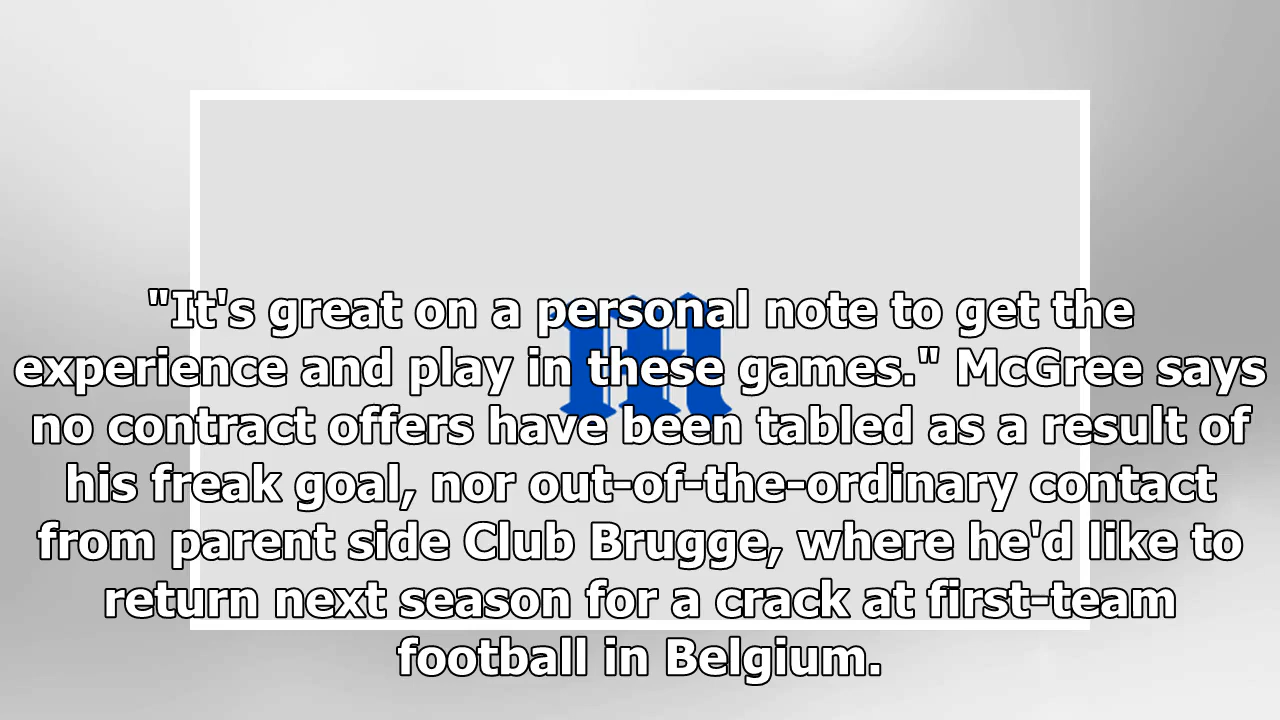 "It's great on a personal note to get the
experience and play in these games." McGree says
no contract offers have been tabled as a result of
his freak goal, nor out-of-the-ordinary contact
from parent side Club Brugge, where he'd like to
return next season for a crack at first-team
football in Belgium.